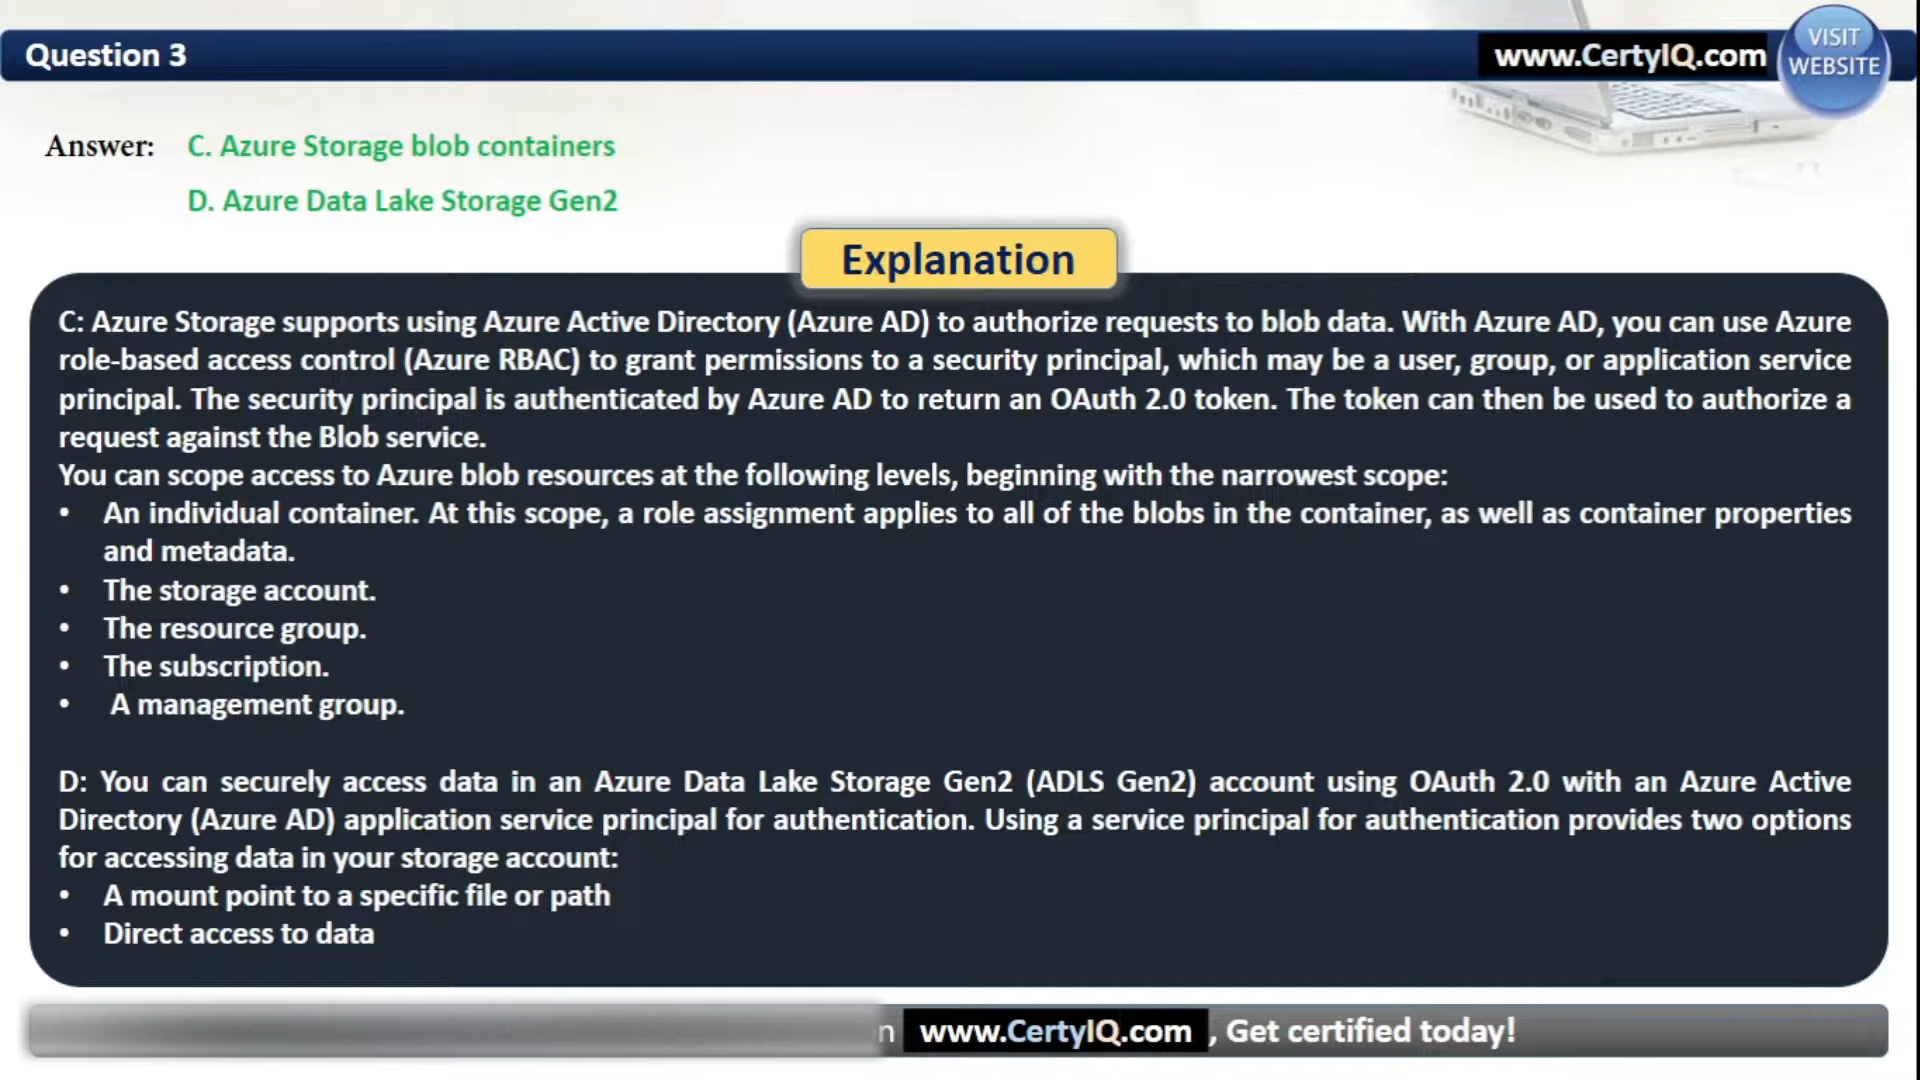 Question 3
www.CertyIQ.com
VISIT
WEBSITE
Answer: C. Azure Storage blob containers
D. Azure Data Lake Storage Gen2
Explanation
C: Azure Storage supports using Azure Active Directory (Azure AD) to authorize requests to blob data. With Azure AD, you can use Azure
role-based access control (Azure RBAC) to grant permissions to a security principal, which may be a user, group, or application service
principal. The security principal is authenticated by Azure AD to return an OAuth 2.0 token. The token can then be used to authorize a
request against the Blob service.
You can scope access to Azure blob resources at the following levels, beginning with the narrowest scope:
• An individual container. At this scope, a role assignment applies to all of the blobs in the container, as well as container properties
and metadata.
• The storage account.
• The resource group.
• The subscription.
• A management group.
D: You can securely access data in an Azure Data Lake Storage Gen2 (ADLS Gen2) account using OAuth 2.0 with an Azure Active
Directory (Azure AD) application service principal for authentication. Using a service principal for authentication provides two options
for accessing data in your storage account:
• A mount point to a specific file or path
• Direct access to data
n www.CertyIQ.com , Get certified today!